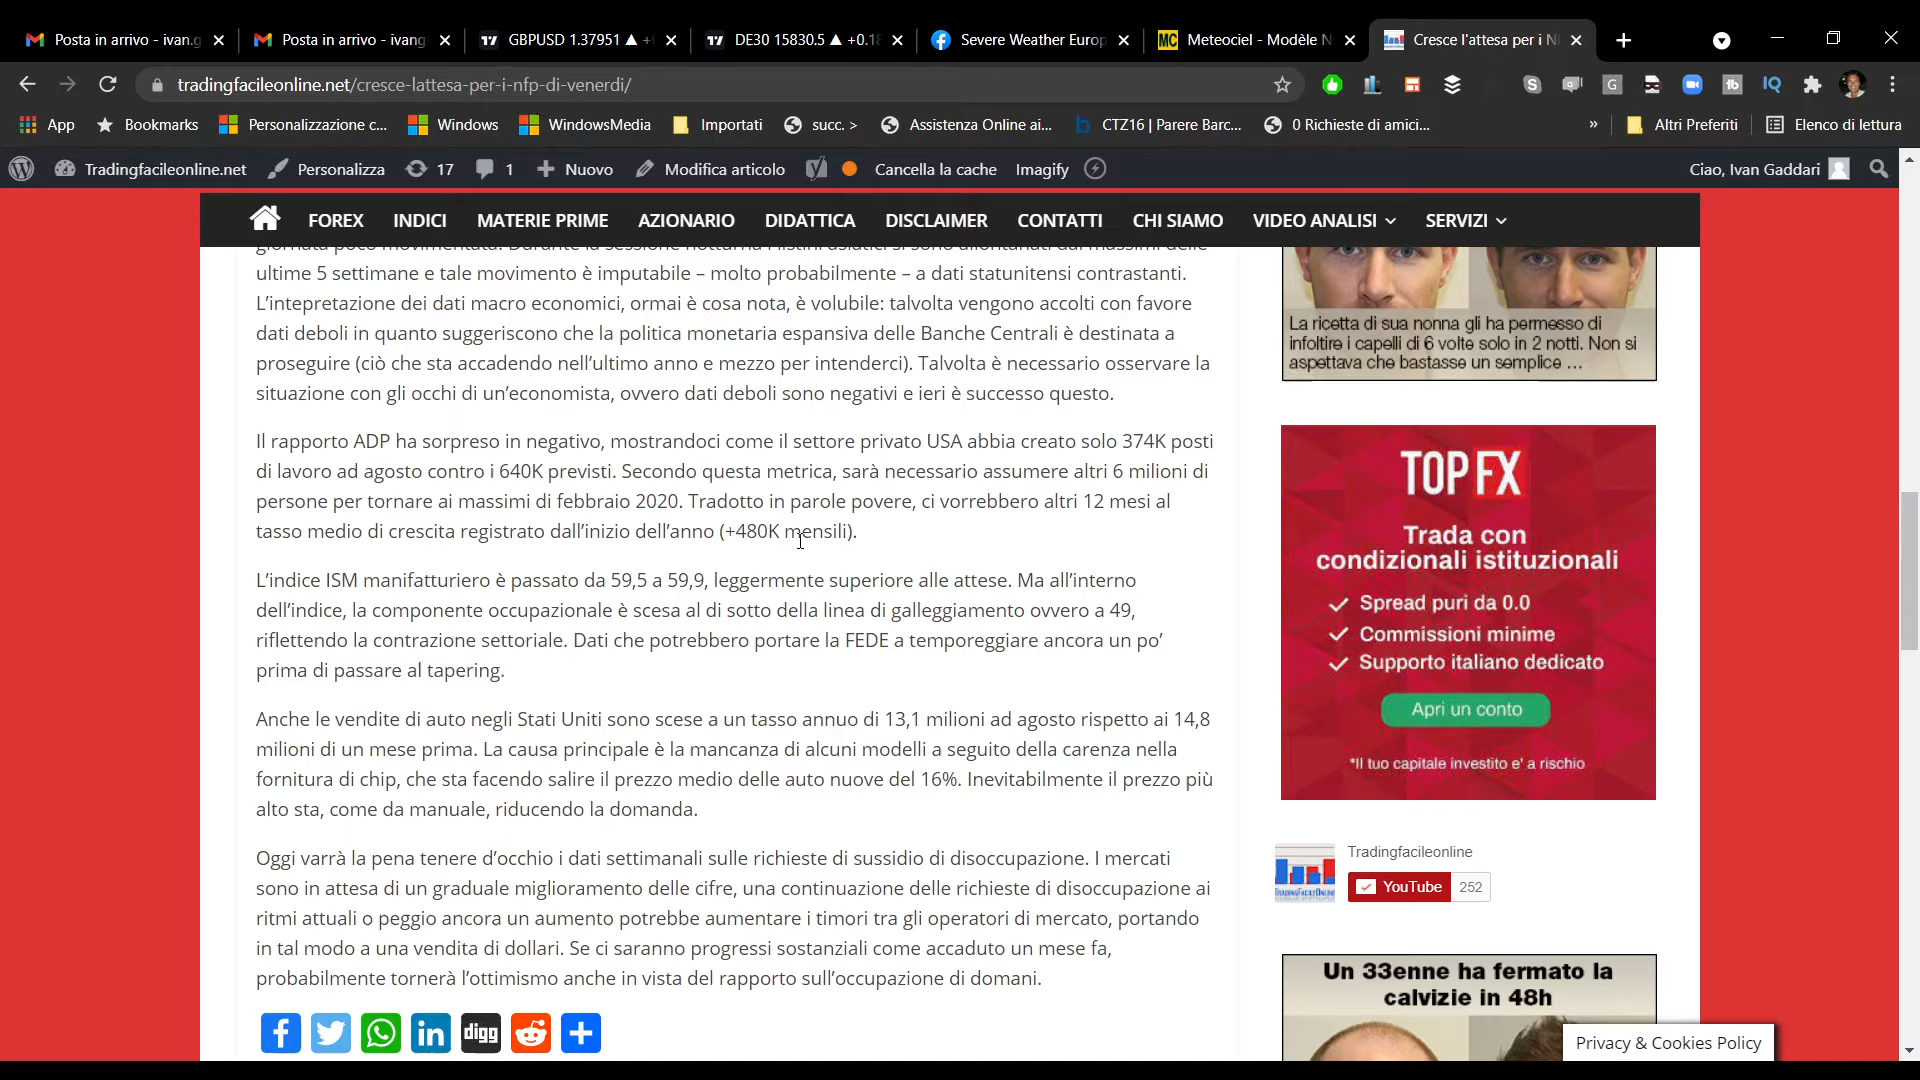 Posta in arrivo - ivan.g
Posta in arrivo - ivang
GBPUSD 1.37951 ▲ +
DE30 15830.5 ▲ +0.18
Severe Weather Europ
MC Meteociel - Modèle N
Cresce l'attesa per i N
tradingfacileonline.net/cresce-lattesa-per-i-nfp-di-venerdi/
App
Bookmarks
Personalizzazione c...
Windows
WindowsMedia
Importati
succ. >
Assistenza Online ai...
CTZ16 | Parere Barc...
0 Richieste di amici...
»
Altri Preferiti
Elenco di lettura
Tradingfacileonline.net
Personalizza
17
1
Nuovo
Modifica articolo
Cancella la cache
Imagify
Ciao, Ivan Gaddari
FOREX
INDICI
MATERIE PRIME
AZIONARIO
DIDATTICA
DISCLAIMER
CONTATTI
CHI SIAMO
VIDEO ANALISI
SERVIZI
giornata poco movimentata. Durante la sessione notturna i listini asiatici si sono allontanati dai massimi delle
ultime 5 settimane e tale movimento è imputabile – molto probabilmente – a dati statunitensi contrastanti.
L’intepretazione dei dati macro economici, ormai è cosa nota, è volubile: talvolta vengono accolti con favore
dati deboli in quanto suggeriscono che la politica monetaria espansiva delle Banche Centrali è destinata a
proseguire (ciò che sta accadendo nell’ultimo anno e mezzo per intenderci). Talvolta è necessario osservare la
situazione con gli occhi di un’economista, ovvero dati deboli sono negativi e ieri è successo questo.
Il rapporto ADP ha sorpreso in negativo, mostrandoci come il settore privato USA abbia creato solo 374K posti
di lavoro ad agosto contro i 640K previsti. Secondo questa metrica, sarà necessario assumere altri 6 milioni di
persone per tornare ai massimi di febbraio 2020. Tradotto in parole povere, ci vorrebbero altri 12 mesi al
tasso medio di crescita registrato dall’inizio dell’anno (+480K mensili).
L’indice ISM manifatturiero è passato da 59,5 a 59,9, leggermente superiore alle attese. Ma all’interno
dell’indice, la componente occupazionale è scesa al di sotto della linea di galleggiamento ovvero a 49,
riflettendo la contrazione settoriale. Dati che potrebbero portare la FEDE a temporeggiare ancora un po’
prima di passare al tapering.
Anche le vendite di auto negli Stati Uniti sono scese a un tasso annuo di 13,1 milioni ad agosto rispetto ai 14,8
milioni di un mese prima. La causa principale è la mancanza di alcuni modelli a seguito della carenza nella
fornitura di chip, che sta facendo salire il prezzo medio delle auto nuove del 16%. Inevitabilmente il prezzo più
alto sta, come da manuale, riducendo la domanda.
Oggi varrà la pena tenere d’occhio i dati settimanali sulle richieste di sussidio di disoccupazione. I mercati
sono in attesa di un graduale miglioramento delle cifre, una continuazione delle richieste di disoccupazione ai
ritmi attuali o peggio ancora un aumento potrebbe aumentare i timori tra gli operatori di mercato, portando
in tal modo a una vendita di dollari. Se ci saranno progressi sostanziali come accaduto un mese fa,
probabilmente tornerà l’ottimismo anche in vista del rapporto sull’occupazione di domani.
digg
La ricetta di sua nonna gli ha permesso di
infoltire i capelli di 6 volte solo in 2 notti. Non si
aspettava che bastasse un semplice ...
TOPFX
Trada con
condizionali istituzionali
Spread puri da 0.0
Commissioni minime
Supporto italiano dedicato
Apri un conto
*Il tuo capitale investito e' a rischio
Tradingfacileonline
YouTube 252
Un 33enne ha fermato la
calvizie in 48h
Privacy & Cookies Policy